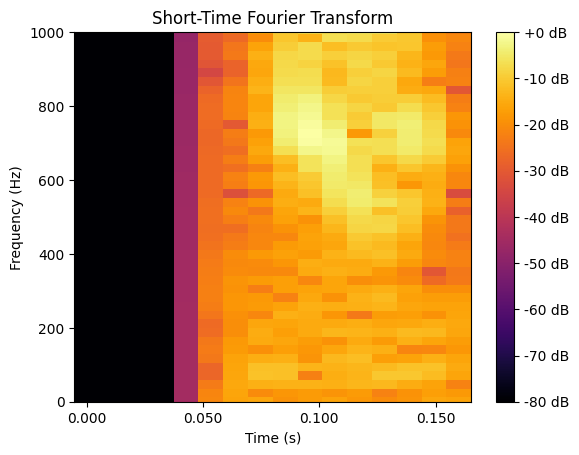 Short-Time Fourier Transform
1000
800
600
400
200
0
Frequency (Hz)
0.000
0.050
0.100
0.150
Time (s)
+0 dB
-10 dB
-20 dB
-30 dB
-40 dB
-50 dB
-60 dB
-70 dB
-80 dB